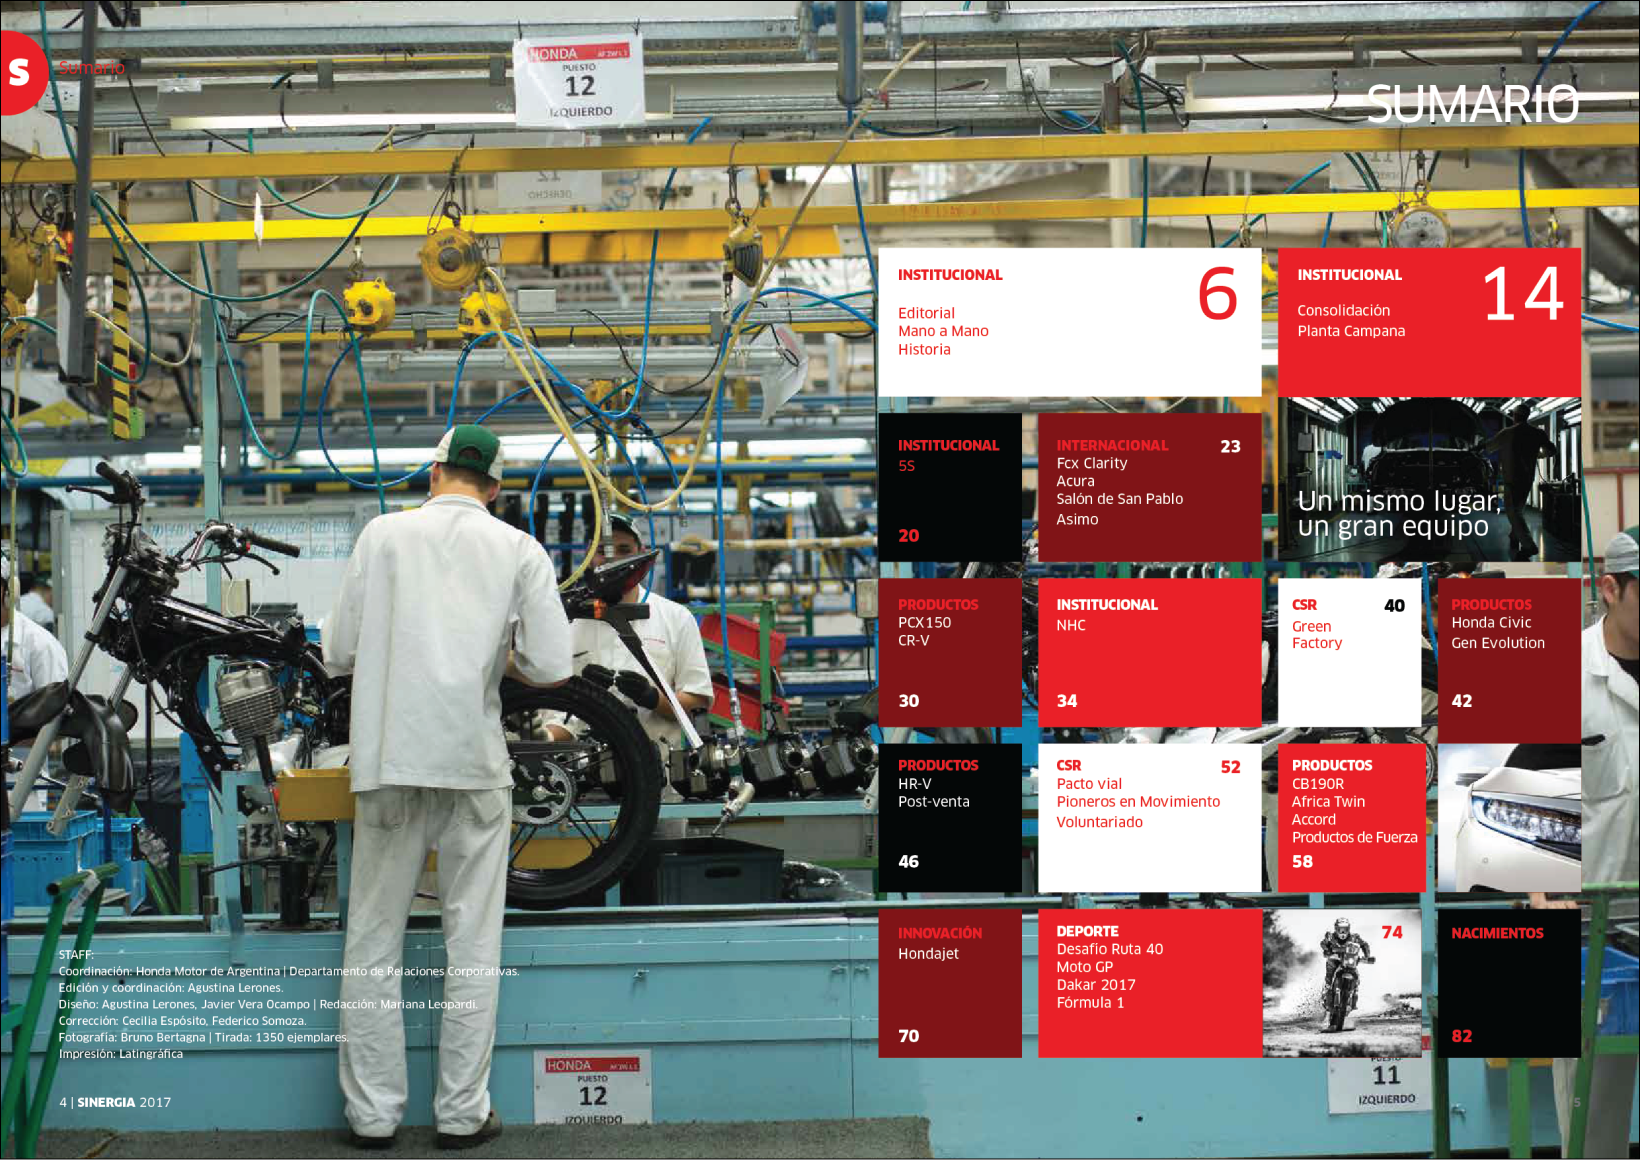 S
Sumario
HONDA
PUESTO
12
IZQUIERDO
SUMARIO
12
DERECHO
INSTITUCIONAL
6
Editorial
Mano a Mano
Historia
INSTITUCIONAL
14
Consolidación
Planta Campana
Un mismo lugar,
un gran equipo
INSTITUCIONAL
5S
20
INTERNACIONAL
23
Fcx Clarity
Acura
Salón de San Pablo
Asimo
PRODUCTOS
PCX150
CR-V
30
INSTITUCIONAL
NHC
34
CSR
40
Green
Factory
PRODUCTOS
Honda Civic
Gen Evolution
42
PRODUCTOS
HR-V
Post-venta
46
CSR
52
Pacto vial
Pioneros en Movimiento
Voluntariado
PRODUCTOS
CB190R
Africa Twin
Accord
Productos de Fuerza
58
INNOVACIÓN
Hondajet
70
DEPORTE
Desafío Ruta 40
Moto GP
Dakar 2017
Fórmula 1
74
NACIMIENTOS
82
STAFF:
Coordinación: Honda Motor de Argentina | Departamento de Relaciones Corporativas.
Edición y coordinación: Agustina Lerones.
Diseño: Agustina Lerones, Javier Vera Ocampo | Redacción: Mariana Leopardi.
Corrección: Cecilia Espósito, Federico Somoza.
Fotografía: Bruno Bertagna | Tirada: 1350 ejemplares.
Impresión: Latingráfica
HONDA
PUESTO
12
IZQUIERDO
PUESTO
11
IZQUIERDO
4 | SINERGIA 2017
5